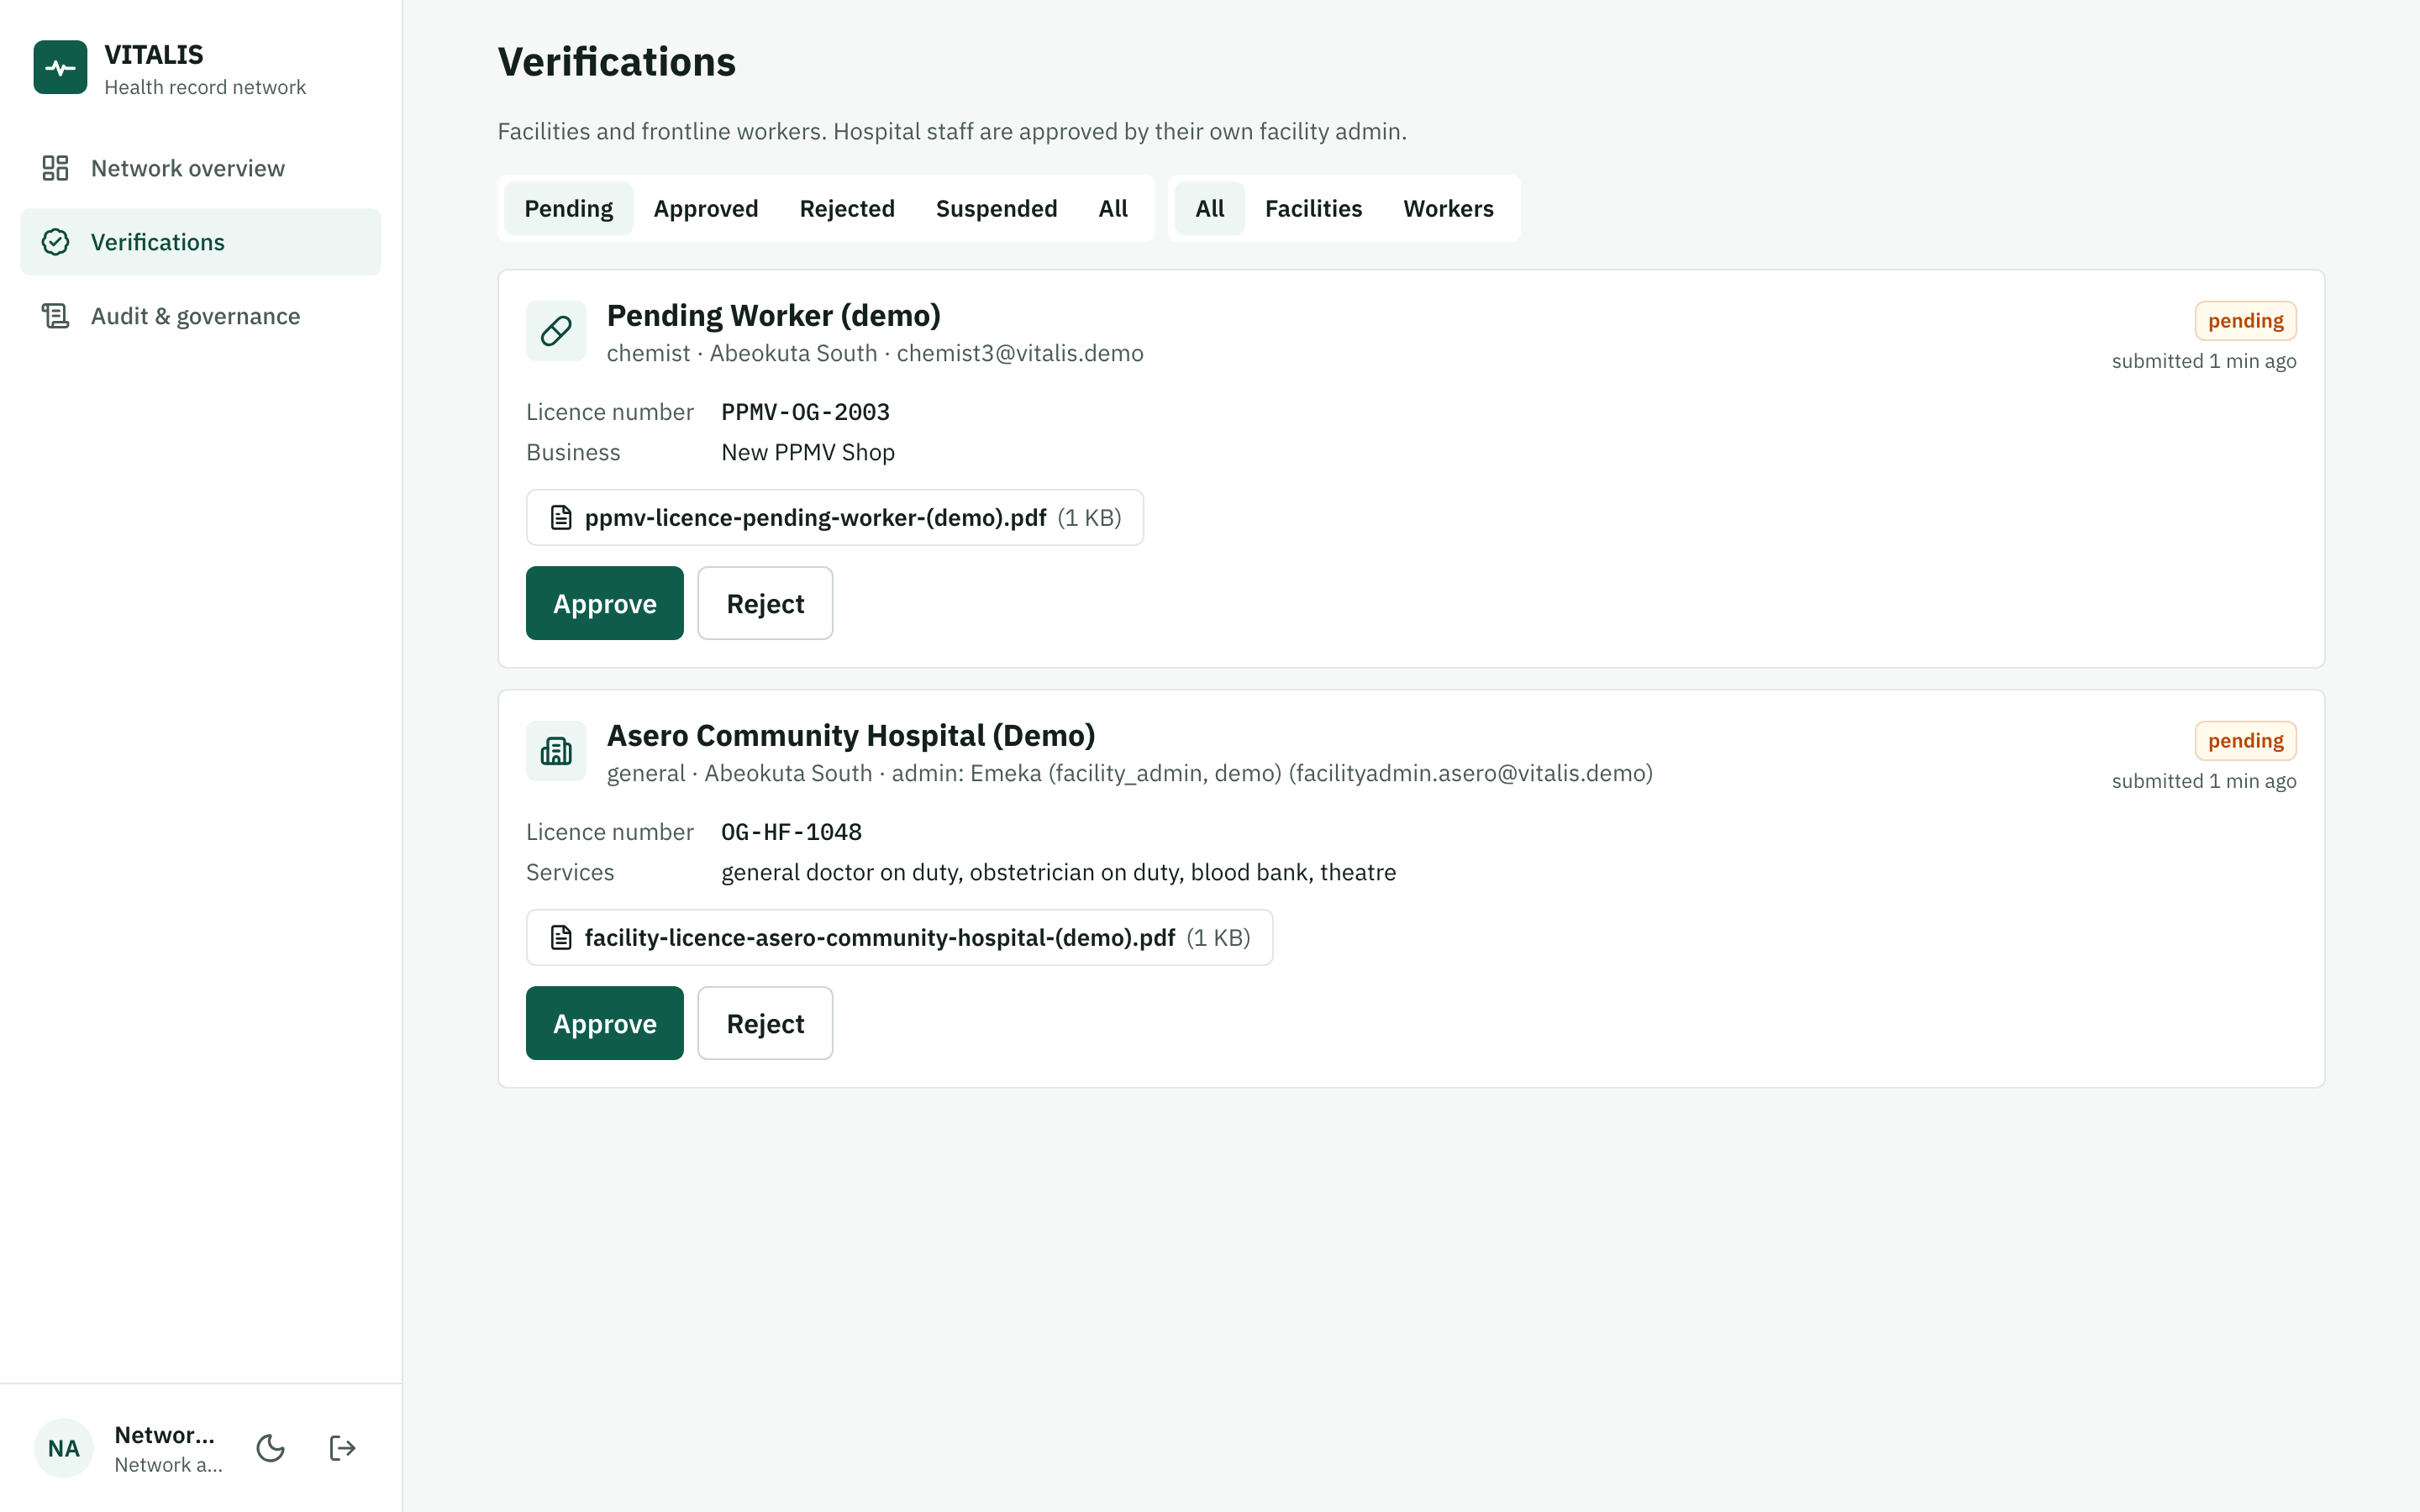 VITALIS
Health record network
Network overview
Verifications
Audit & governance
Networ...
Network a...
NA
Verifications
Facilities and frontline workers. Hospital staff are approved by their own facility admin.
Pending Approved Rejected Suspended All All Facilities Workers
Pending Worker (demo)
chemist · Abeokuta South · chemist3@vitalis.demo
pending
submitted 1 min ago
Licence number PPMV-OG-2003
Business New PPMV Shop
ppmv-licence-pending-worker-(demo).pdf (1 KB)
Approve Reject
Asero Community Hospital (Demo)
general · Abeokuta South · admin: Emeka (facility_admin, demo) (facilityadmin.asero@vitalis.demo)
pending
submitted 1 min ago
Licence number OG-HF-1048
Services general doctor on duty, obstetrician on duty, blood bank, theatre
facility-licence-asero-community-hospital-(demo).pdf (1 KB)
Approve Reject